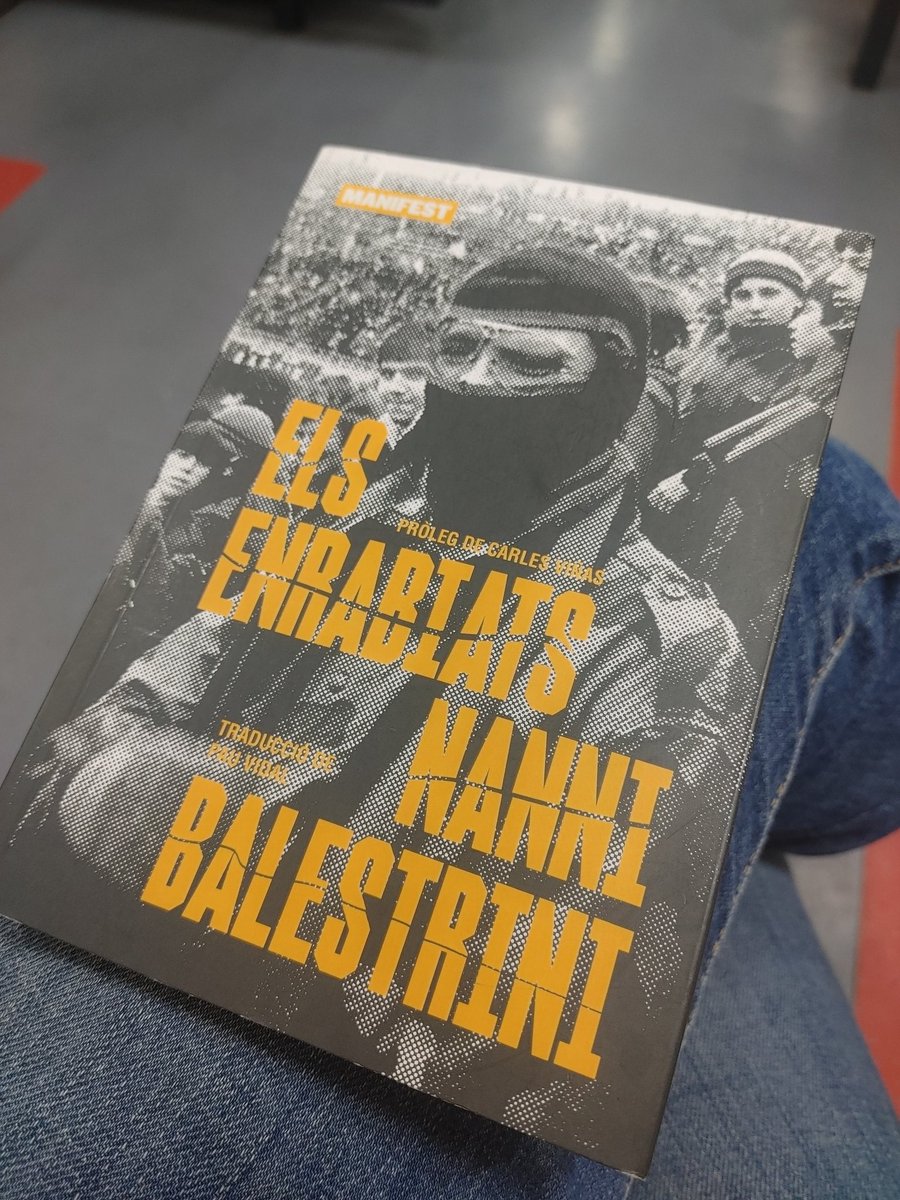 MANIFEST
ELS
PRÒLEG DE CARLES VIÑAS
ENRABIATS
NANNI
TRADUCCIÓ DE
PAU VIDAL
BALESTRINI